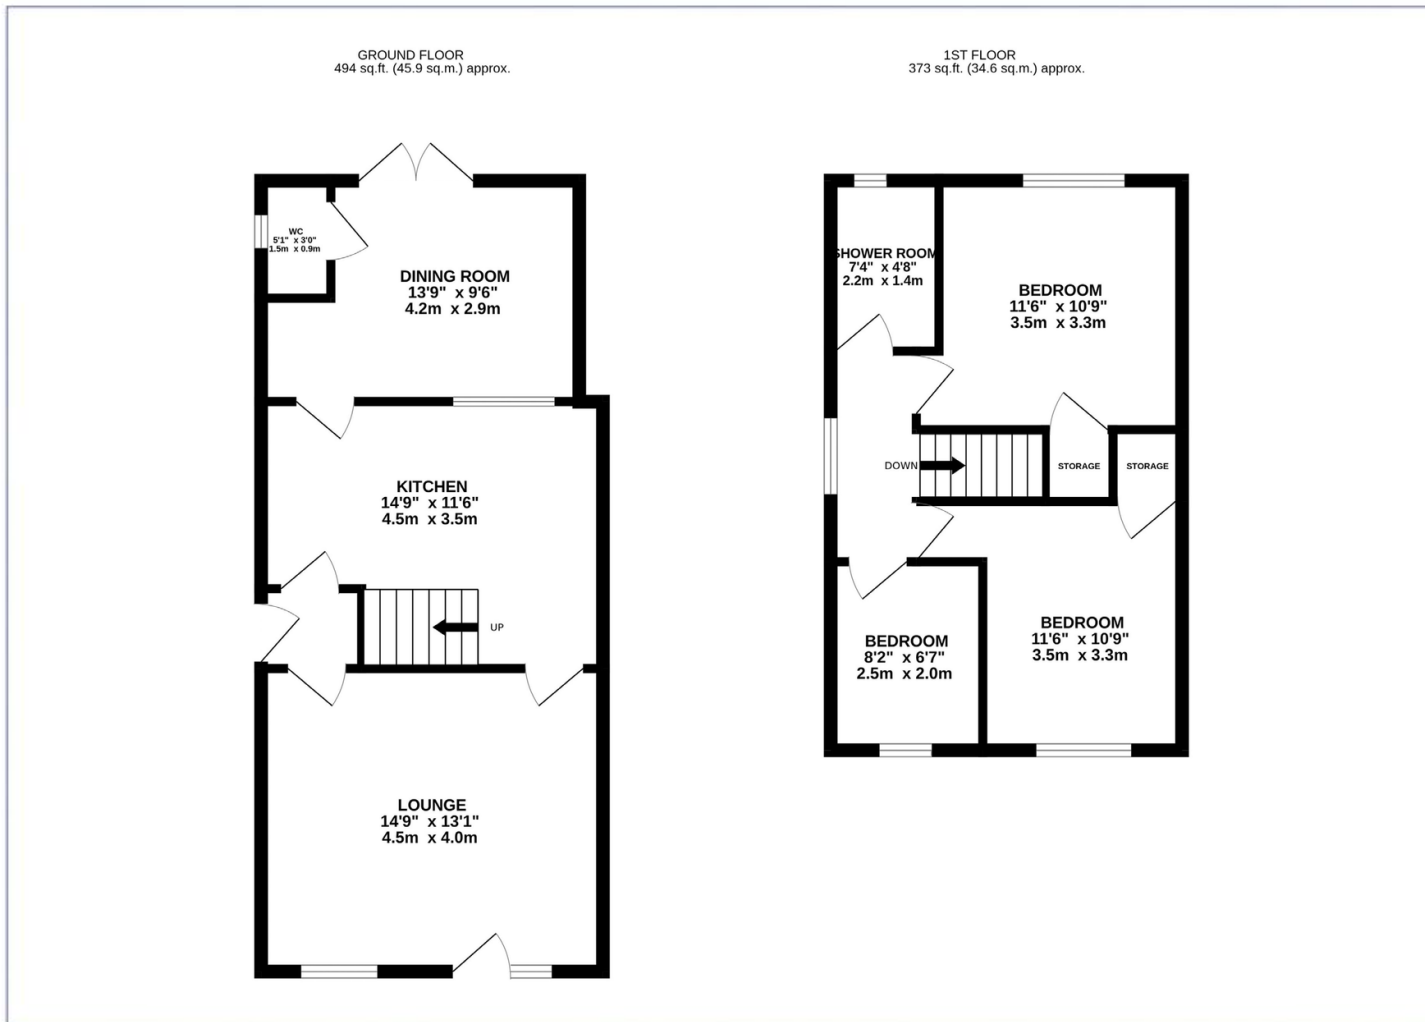 GROUND FLOOR
494 sq.ft. (45.9 sq.m.) approx.
1ST FLOOR
373 sq.ft. (34.6 sq.m.) approx.
WC
5'1" x 3'0"
1.5m x 0.9m
DINING ROOM
13'9" x 9'6"
4.2m x 2.9m
KITCHEN
14'9" x 11'6"
4.5m x 3.5m
UP
LOUNGE
14'9" x 13'1"
4.5m x 4.0m
SHOWER ROOM
7'4" x 4'8"
2.2m x 1.4m
BEDROOM
11'6" x 10'9"
3.5m x 3.3m
DOWN
STORAGE
STORAGE
BEDROOM
8'2" x 6'7"
2.5m x 2.0m
BEDROOM
11'6" x 10'9"
3.5m x 3.3m